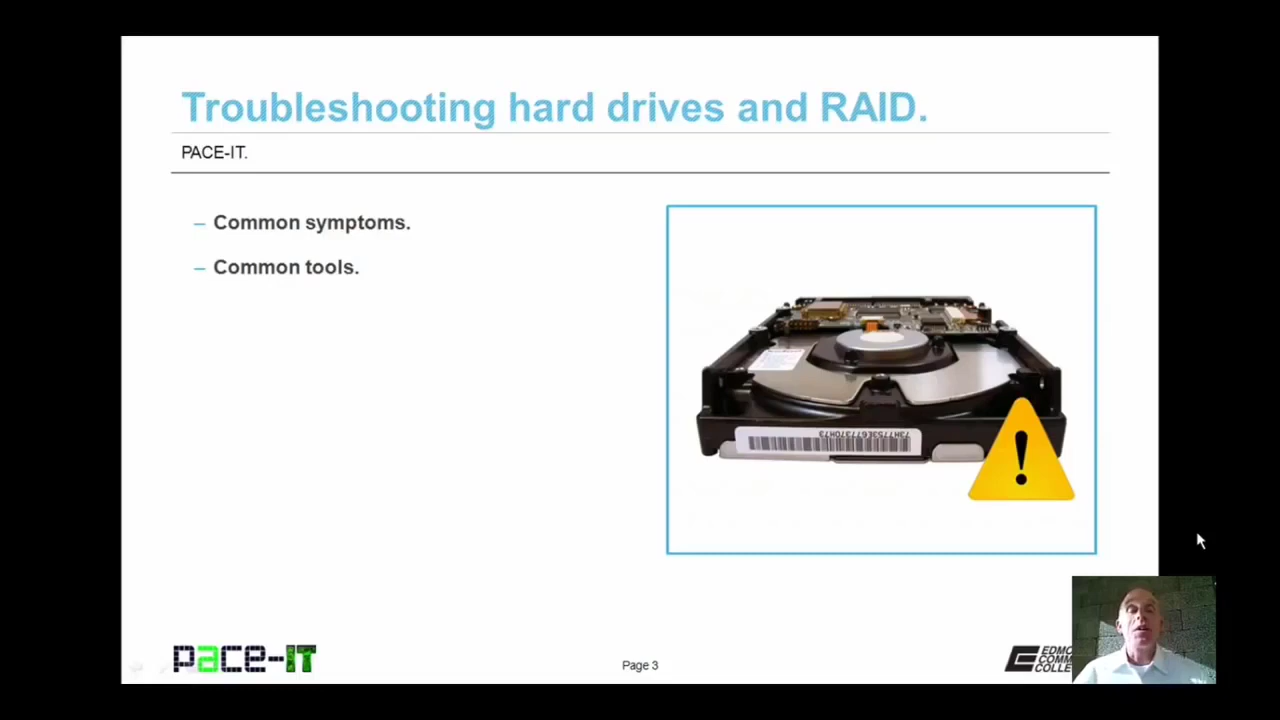 Troubleshooting hard drives and RAID.
PACE-IT.
– Common symptoms.
– Common tools.
pace-IT
Page 3